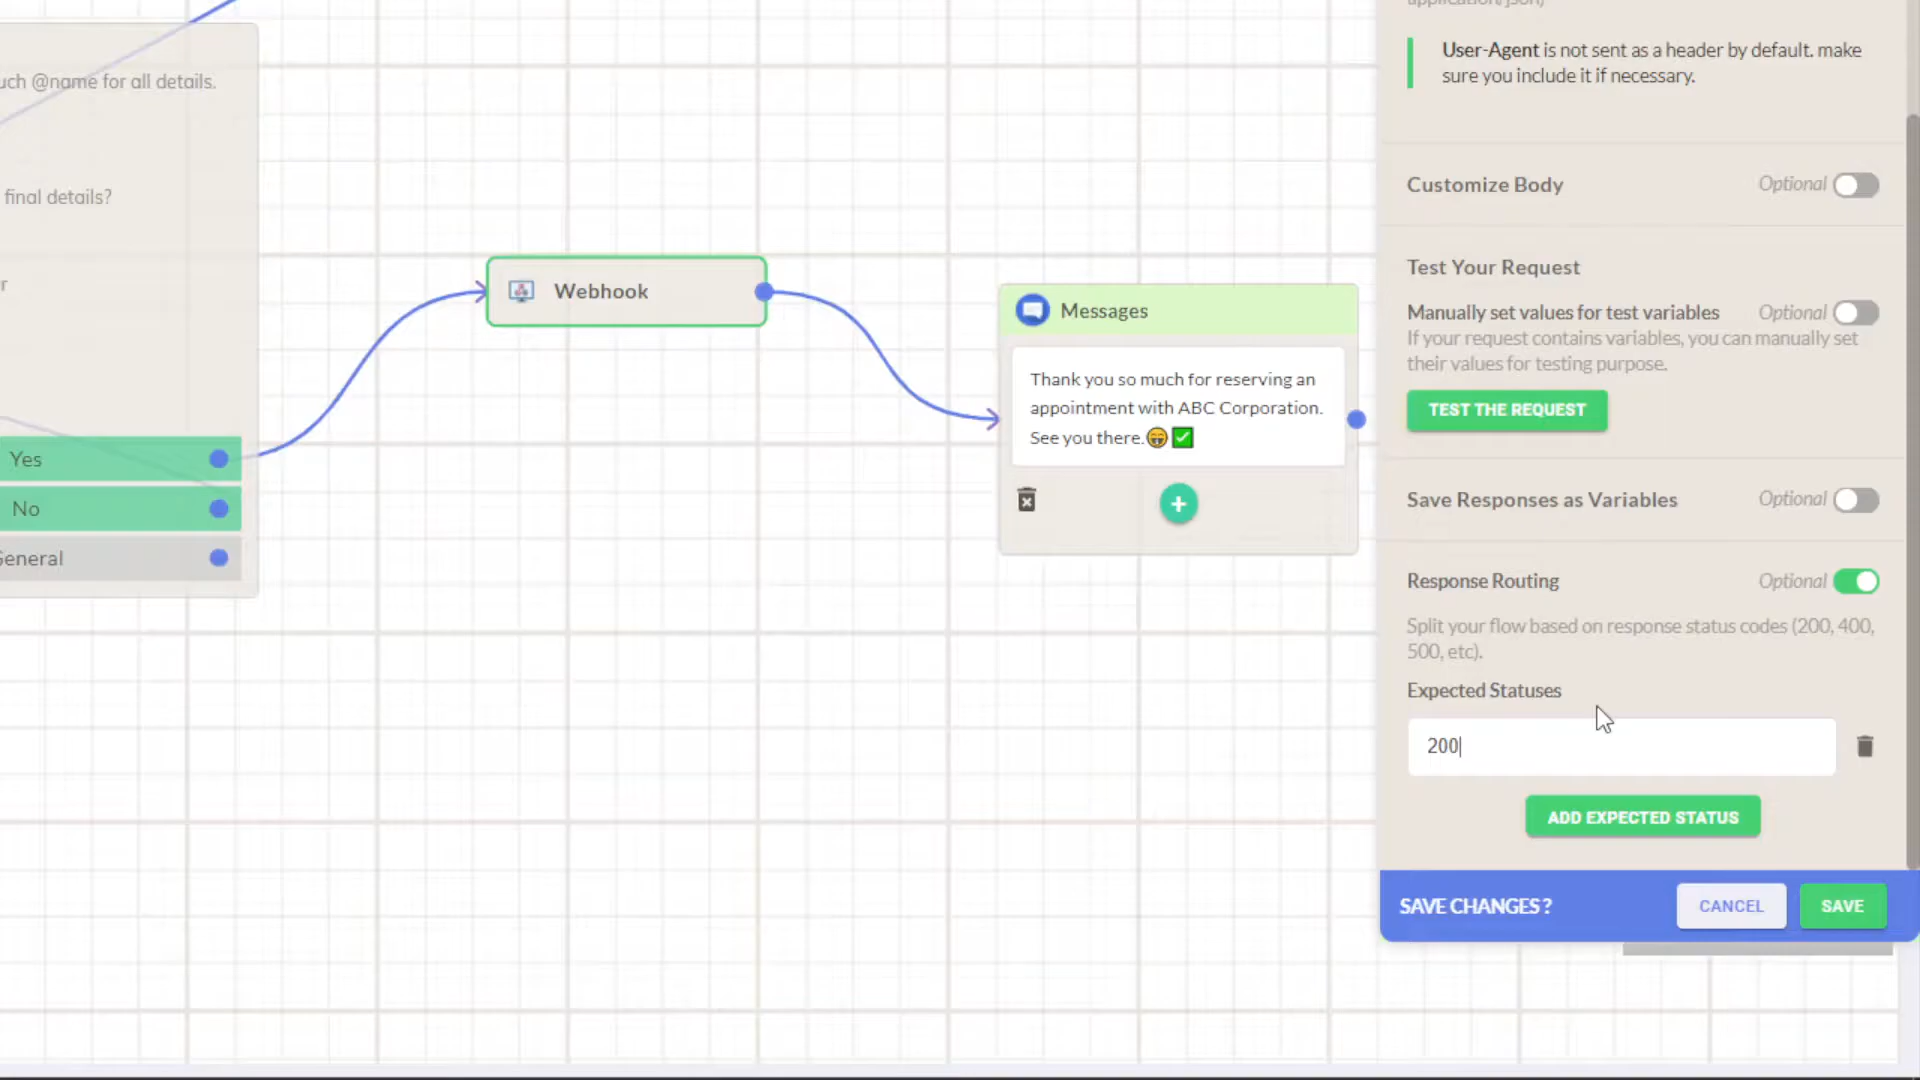 application/json)
User-Agent is not sent as a header by default. make
sure you include it if necessary.
uch @name for all details.
final details?
r
Yes
No
General
Webhook
Messages
Thank you so much for reserving an
appointment with ABC Corporation.
See you there.😁✅
Customize Body
Optional
Test Your Request
Manually set values for test variables
Optional
If your request contains variables, you can manually set
their values for testing purpose.
TEST THE REQUEST
Save Responses as Variables
Optional
Response Routing
Optional
Split your flow based on response status codes (200, 400,
500, etc).
Expected Statuses
200
ADD EXPECTED STATUS
SAVE CHANGES ?
CANCEL
SAVE